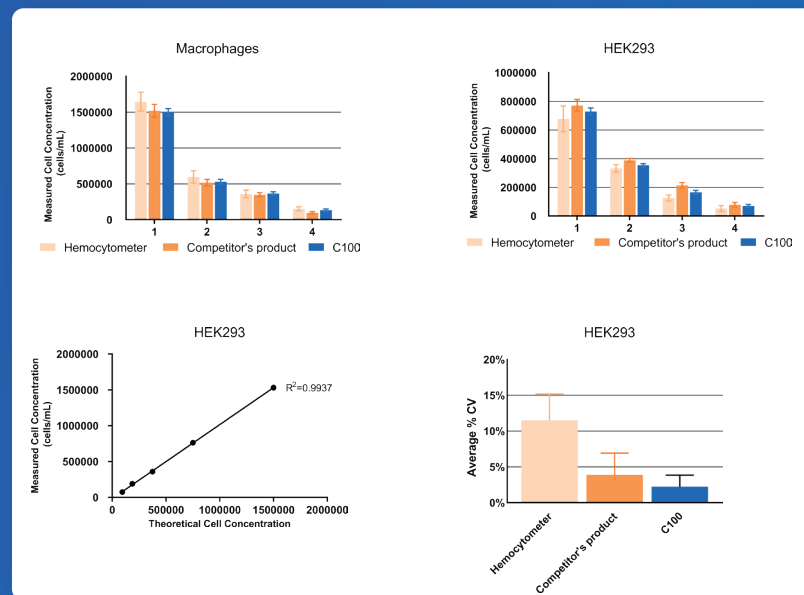 Macrophages
Measured Cell Concentration
(cells/mL)
2000000
1500000
1000000
500000
0
1 2 3 4
Hemocytometer Competitor's product C100
HEK293
Measured Cell Concentration
(cells/mL)
1000000
800000
600000
400000
200000
0
1 2 3 4
Hemocytometer Competitor's product C100
HEK293
Measured Cell Concentration
(cells/mL)
2000000
1500000
1000000
500000
0
R²=0.9937
0 500000 1000000 1500000 2000000
Theoretical Cell Concentration
HEK293
Average % CV
20%
15%
10%
5%
0%
Hemocytometer
Competitor's product
C100